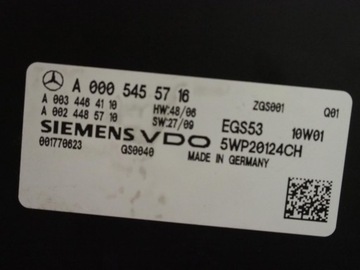 A 000 545 57 16
A 003 446 41 10 HW:48/06 ZGS001 Q01
A 002 448 57 10 SW:27/09 EGS53 10W01
SIEMENS VDO 5WP20124CH
001770623 GS0040 MADE IN GERMANY